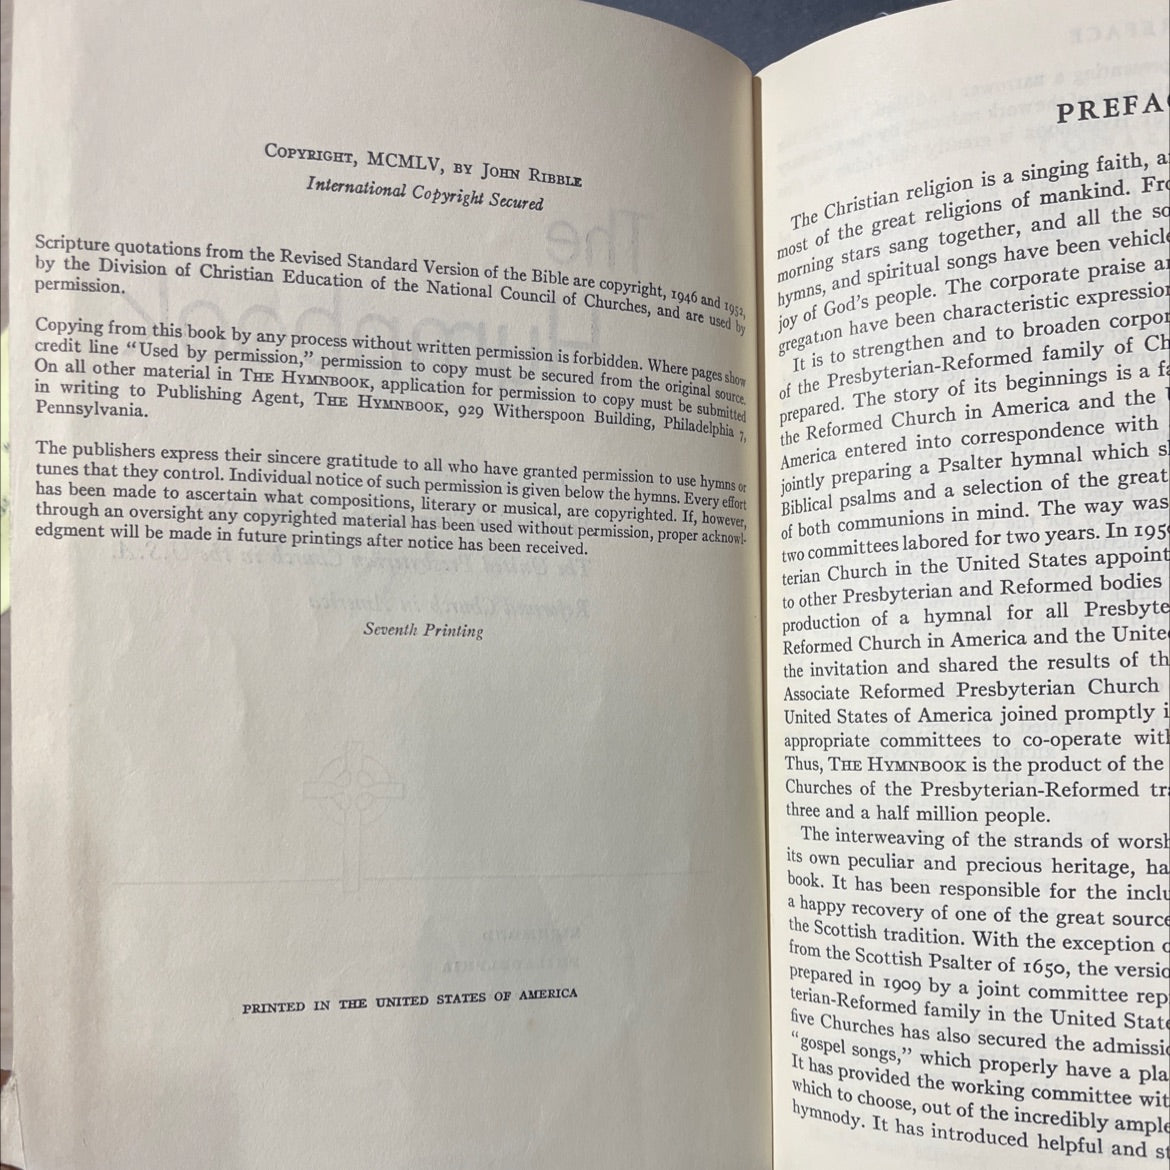 COPYRIGHT, MCMLV, BY JOHN RIBBLE
International Copyright Secured
Scripture quotations from the Revised Standard Version of the Bible are copyright, 1946 and 1952,
by the Division of Christian Education of the National Council of Churches, and are used by
permission.
Copying from this book by any process without written permission is forbidden. Where pages show
credit line “Used by permission,” permission to copy must be secured from the original source.
On all other material in THE HYMNBOOK, application for permission to copy must be submitted
in writing to Publishing Agent, THE HYMNBOOK, 929 Witherspoon Building, Philadelphia 7,
Pennsylvania.
The publishers express their sincere gratitude to all who have granted permission to use hymns or
tunes that they control. Individual notice of such permission is given below the hymns. Every effort
has been made to ascertain what compositions, literary or musical, are copyrighted. If, however,
through an oversight any copyrighted material has been used without permission, proper acknowl-
edgment will be made in future printings after notice has been received.
Seventh Printing
PRINTED IN THE UNITED STATES OF AMERICA
PREFA
The Christian religion is a singing faith, a
most of the great religions of mankind. Fro
morning stars sang together, and all the so
hymns, and spiritual songs have been vehicle
joy of God’s people. The corporate praise a
gregation have been characteristic expression
It is to strengthen and to broaden corpor
of the Presbyterian-Reformed family of Ch
prepared. The story of its beginnings is a fa
the Reformed Church in America and the
America entered into correspondence with
jointly preparing a Psalter hymnal which s
Biblical psalms and a selection of the great
of both communions in mind. The way was
two committees labored for two years. In 195
terian Church in the United States appoint
to other Presbyterian and Reformed bodies
production of a hymnal for all Presbyte
Reformed Church in America and the Unite
the invitation and shared the results of th
Associate Reformed Presbyterian Church
United States of America joined promptly i
appropriate committees to co-operate with
Thus, THE HYMNBOOK is the product of the
Churches of the Presbyterian-Reformed tr
three and a half million people.
The interweaving of the strands of worsh
its own peculiar and precious heritage, ha
book. It has been responsible for the inclu
a happy recovery of one of the great source
the Scottish tradition. With the exception o
from the Scottish Psalter of 1650, the versio
prepared in 1909 by a joint committee rep
terian-Reformed family in the United State
five Churches has also secured the admissi
“gospel songs,” which properly have a pla
It has provided the working committee wit
which to choose, out of the incredibly ample
hymnody. It has introduced helpful and s